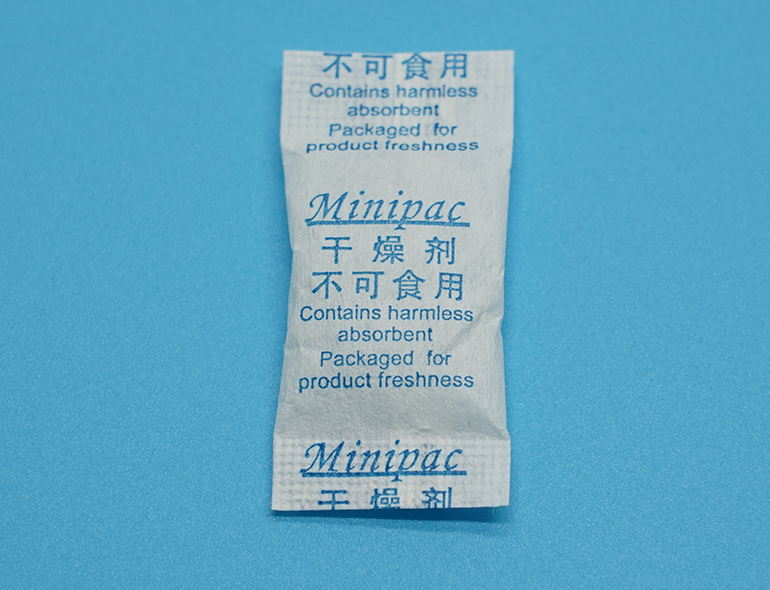 不可食用
Contains harmless
absorbent
Packaged for
product freshness
Minipac
干燥剂
不可食用
Contains harmless
absorbent
Packaged for
product freshness
Minipac
干燥剂